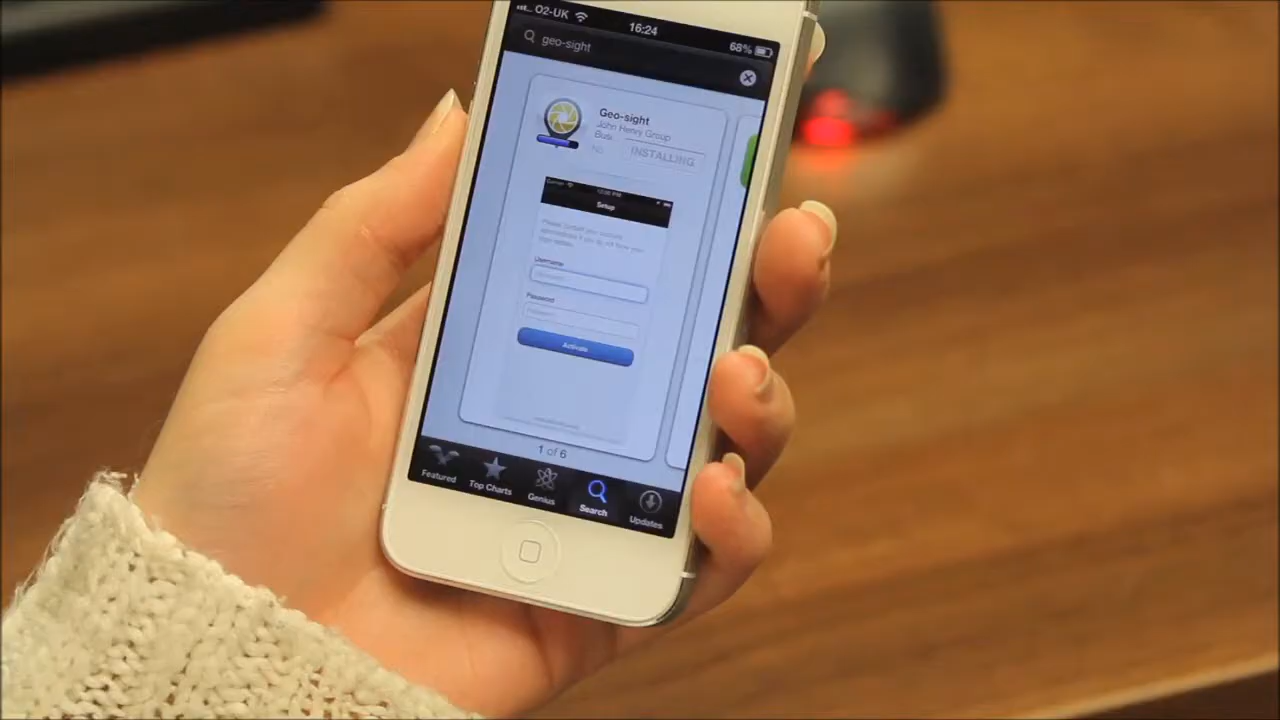 O2-UK 16:24 68%
geo-sight
Geo-sight
John Henry Group
INSTALLING
Setup
Username
Password
Activate
1 of 6
Featured Top Charts Genius Search Updates